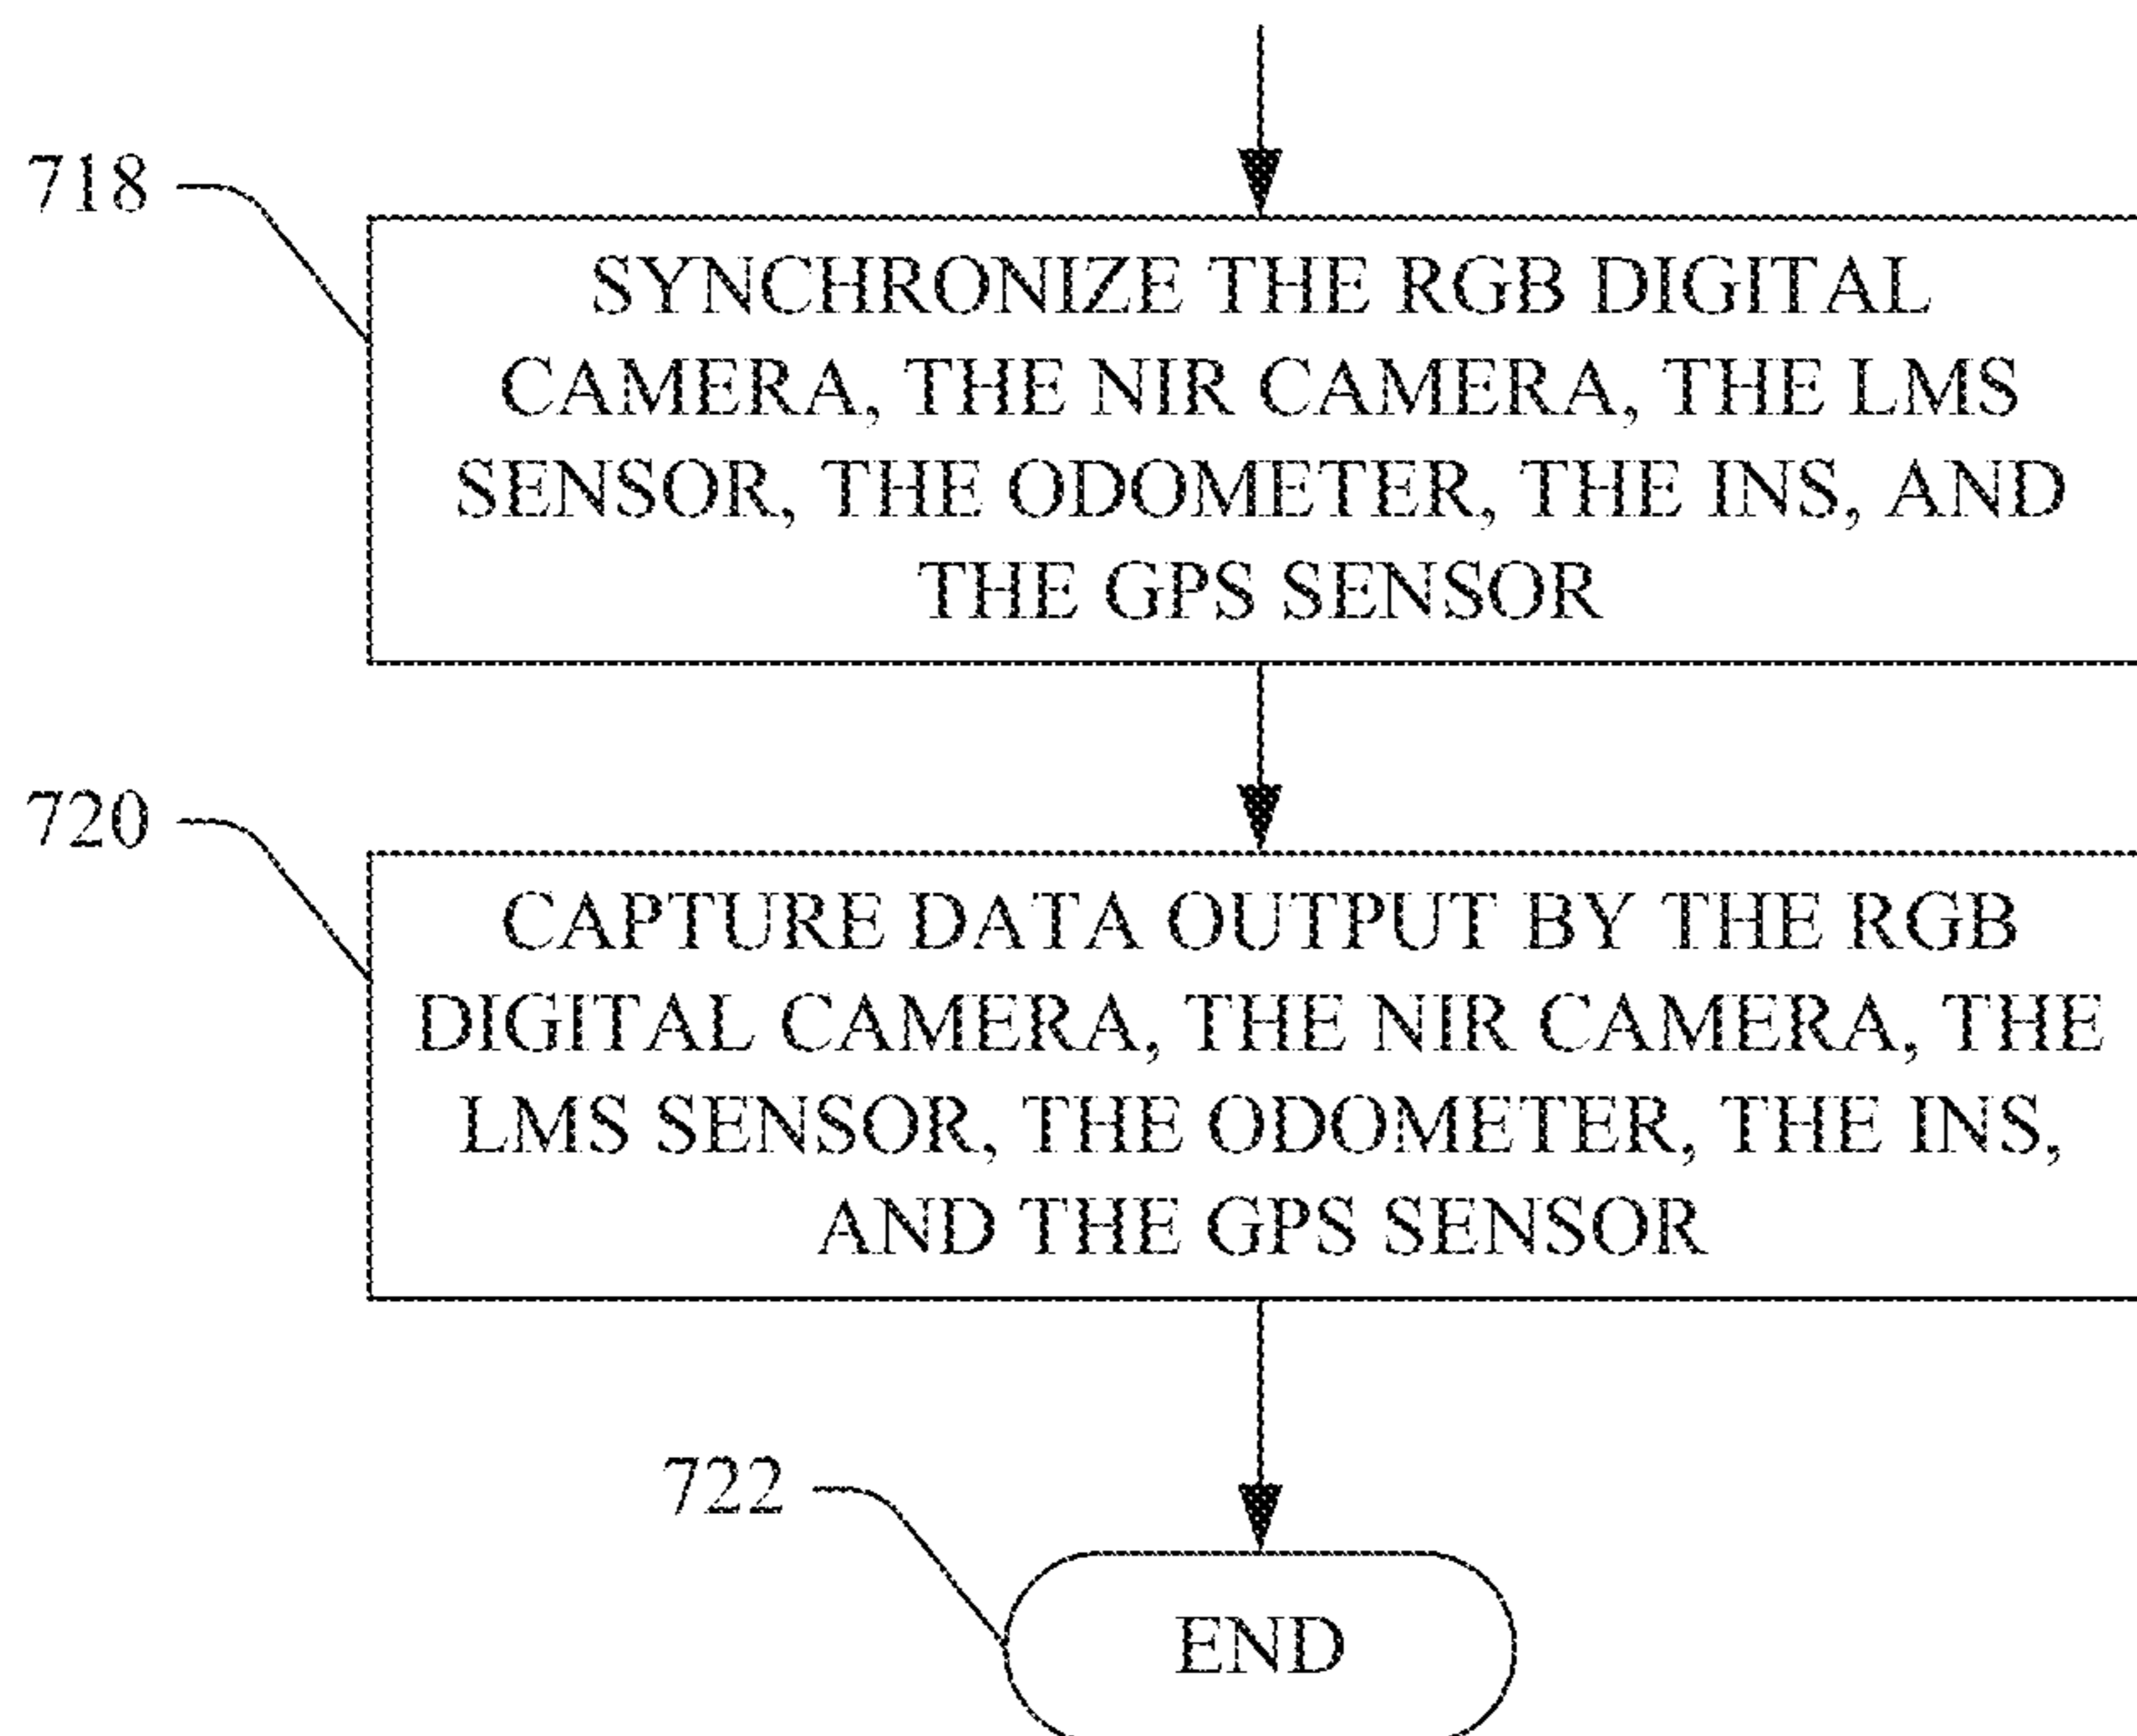 718
SYNCHRONIZE THE RGB DIGITAL
CAMERA, THE NIR CAMERA, THE LMS
SENSOR, THE ODOMETER, THE INS, AND
THE GPS SENSOR
720
CAPTURE DATA OUTPUT BY THE RGB
DIGITAL CAMERA, THE NIR CAMERA, THE
LMS SENSOR, THE ODOMETER, THE INS,
AND THE GPS SENSOR
722
END